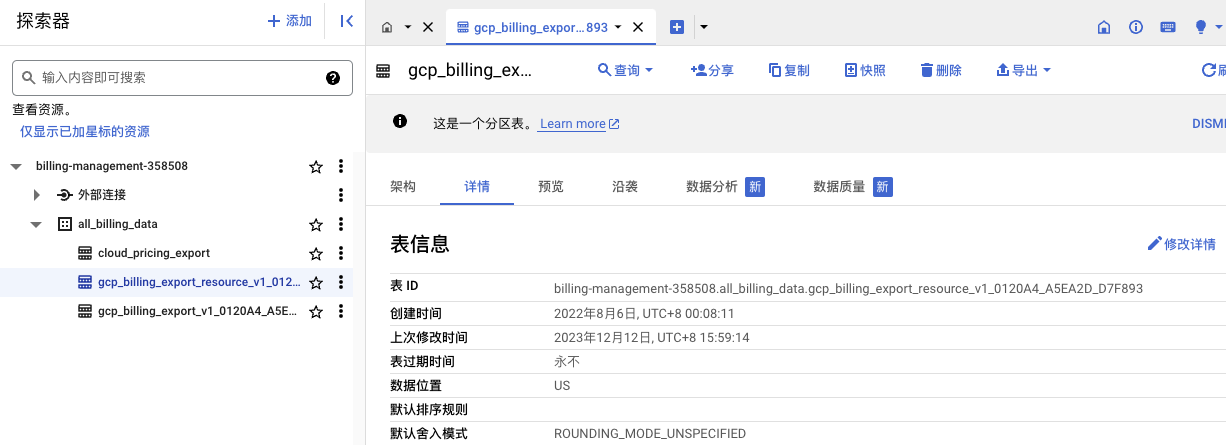 探索器
添加
输入内容即可搜索
查看资源。
仅显示已加星标的资源
billing-management-358508
外部连接
all_billing_data
cloud_pricing_export
gcp_billing_export_resource_v1_012...
gcp_billing_export_v1_0120A4_A5E...
gcp_billing_expor...893
gcp_billing_ex...
查询 分享 复制 快照 删除 导出
这是一个分区表。 Learn more
架构 详情 预览 沿袭 数据分析 新 数据质量 新
表信息
修改详情
表 ID billing-management-358508.all_billing_data.gcp_billing_export_resource_v1_0120A4_A5EA2D_D7F893
创建时间 2022年8月6日, UTC+8 00:08:11
上次修改时间 2023年12月12日, UTC+8 15:59:14
表过期时间 永不
数据位置 US
默认排序规则
默认舍入模式 ROUNDING_MODE_UNSPECIFIED